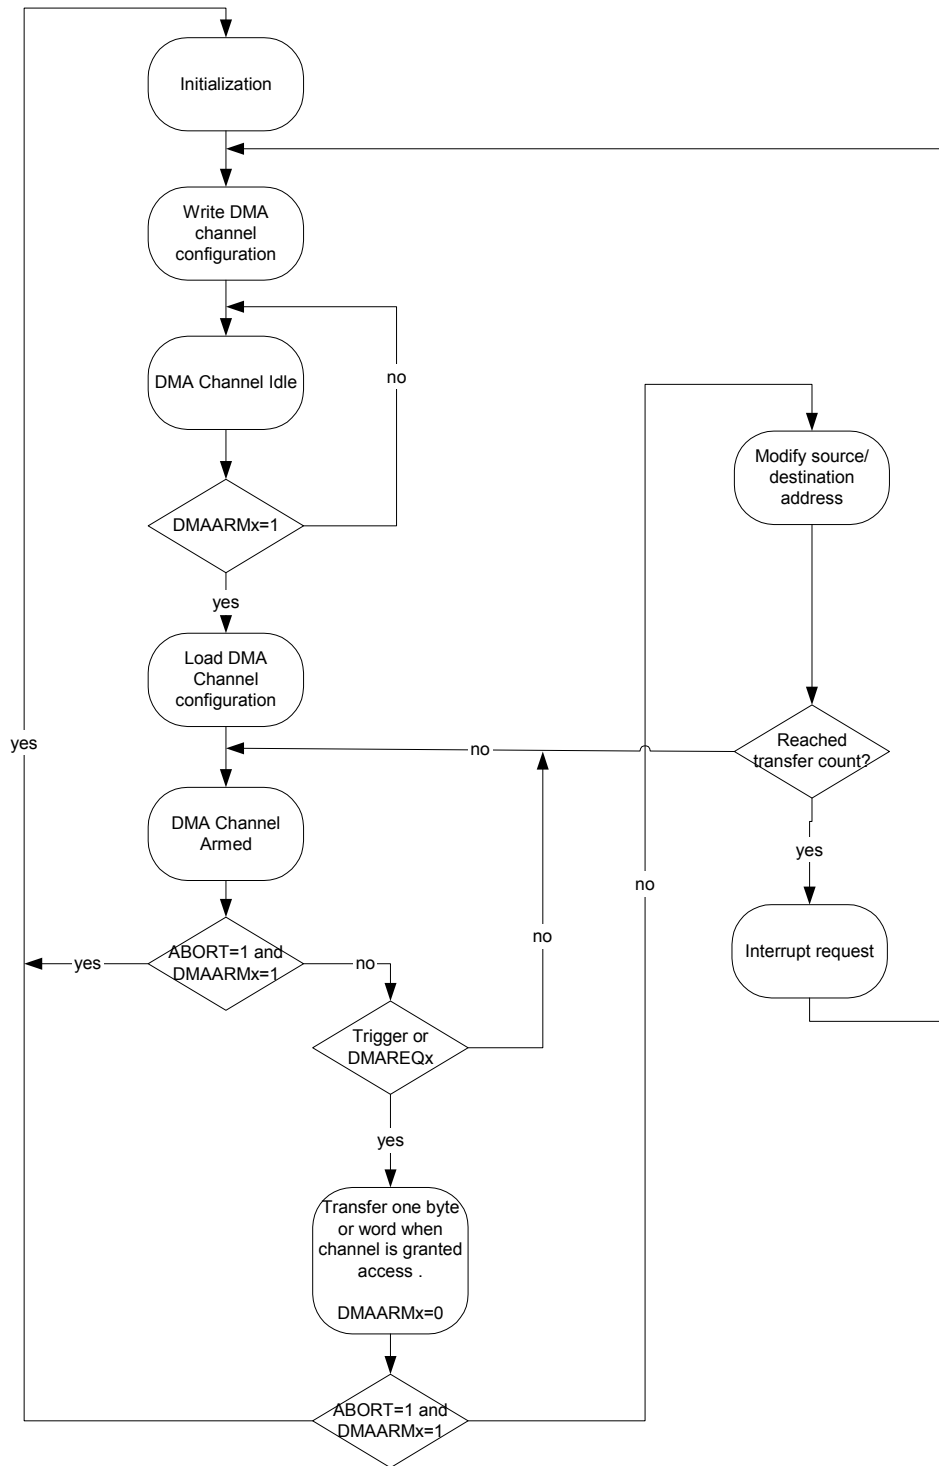 Initialization
Write DMA
channel
configuration
DMA Channel Idle
no
DMAARMx=1
yes
Load DMA
Channel
configuration
yes
no
DMA Channel
Armed
ABORT=1 and
DMAARMx=1
yes
no
Trigger or
DMAREQx
no
yes
Transfer one byte
or word when
channel is granted
access .
DMAARMx=0
ABORT=1 and
DMAARMx=1
no
Modify source/
destination
address
Reached
transfer count?
yes
Interrupt request